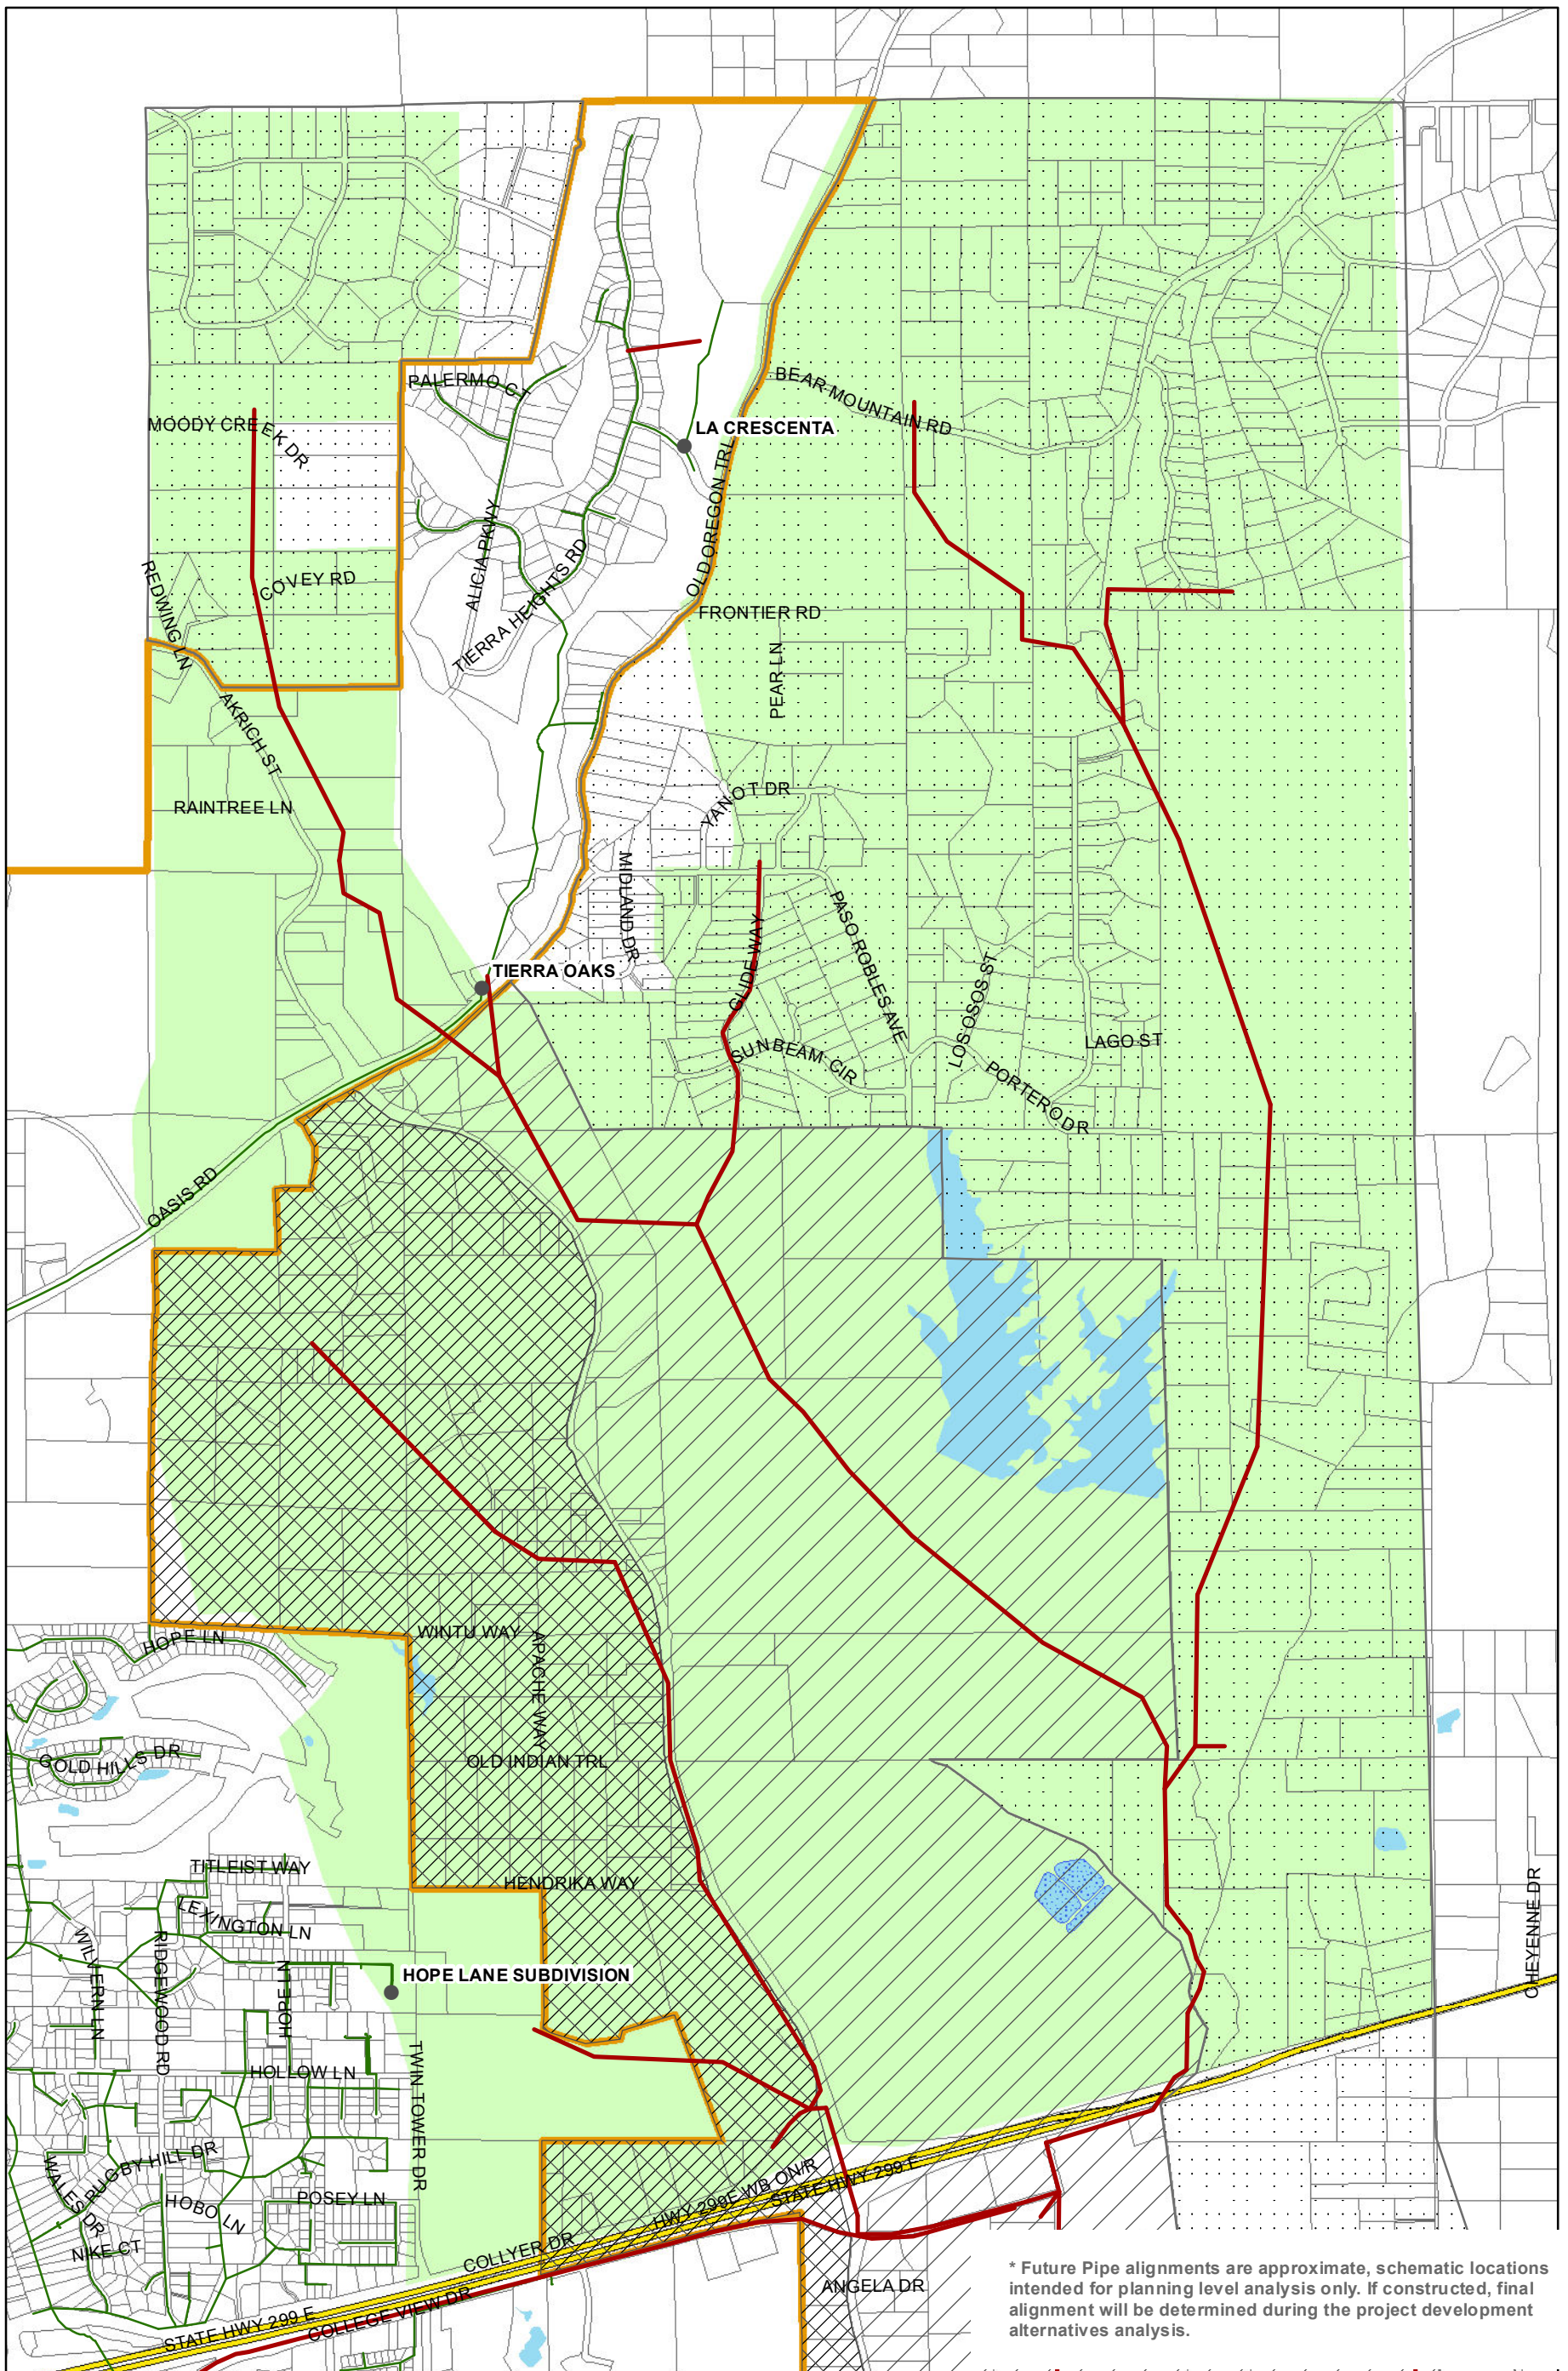 PALERMO CT
BEAR MOUNTAIN RD
MOODY CREEK DR
LA CRESCENTA
OLD OREGON TRL
ALICIA PKWY
TIERRA HEIGHTS RD
REDWING LN
COVEY RD
FRONTIER RD
PEAR LN
AKRICH ST
RAINTREE LN
YANOT DR
MIDLAND DR
PASO ROBLES AVE
GLIDE WAY
TIERRA OAKS
LOS OSOS ST
LAGO ST
SUNBEAM CIR
PORTERO DR
OASIS RD
HOPE LN
WINTU WAY
APACHE WAY
GOLD HILLS DR
OLD INDIAN TRL
TITLEIST WAY
HENDRIKA WAY
LEXINGTON LN
WILVERN LN
RIDGEWOOD RD
HOPE LN
HOPE LANE SUBDIVISION
CHEYENNE DR
HOLLOW LN
TWIN TOWER DR
RUGBY HILL DR
WALES DR
HOBO LN
POSEY LN
NIKE CT
HWY 299E WB ON/R
STATE HWY 299 E
COLLYER DR
ANGELA DR
STATE HWY 299 E
COLLEGE VIEW DR
* Future Pipe alignments are approximate, schematic locations
intended for planning level analysis only. If constructed, final
alignment will be determined during the project development
alternatives analysis.